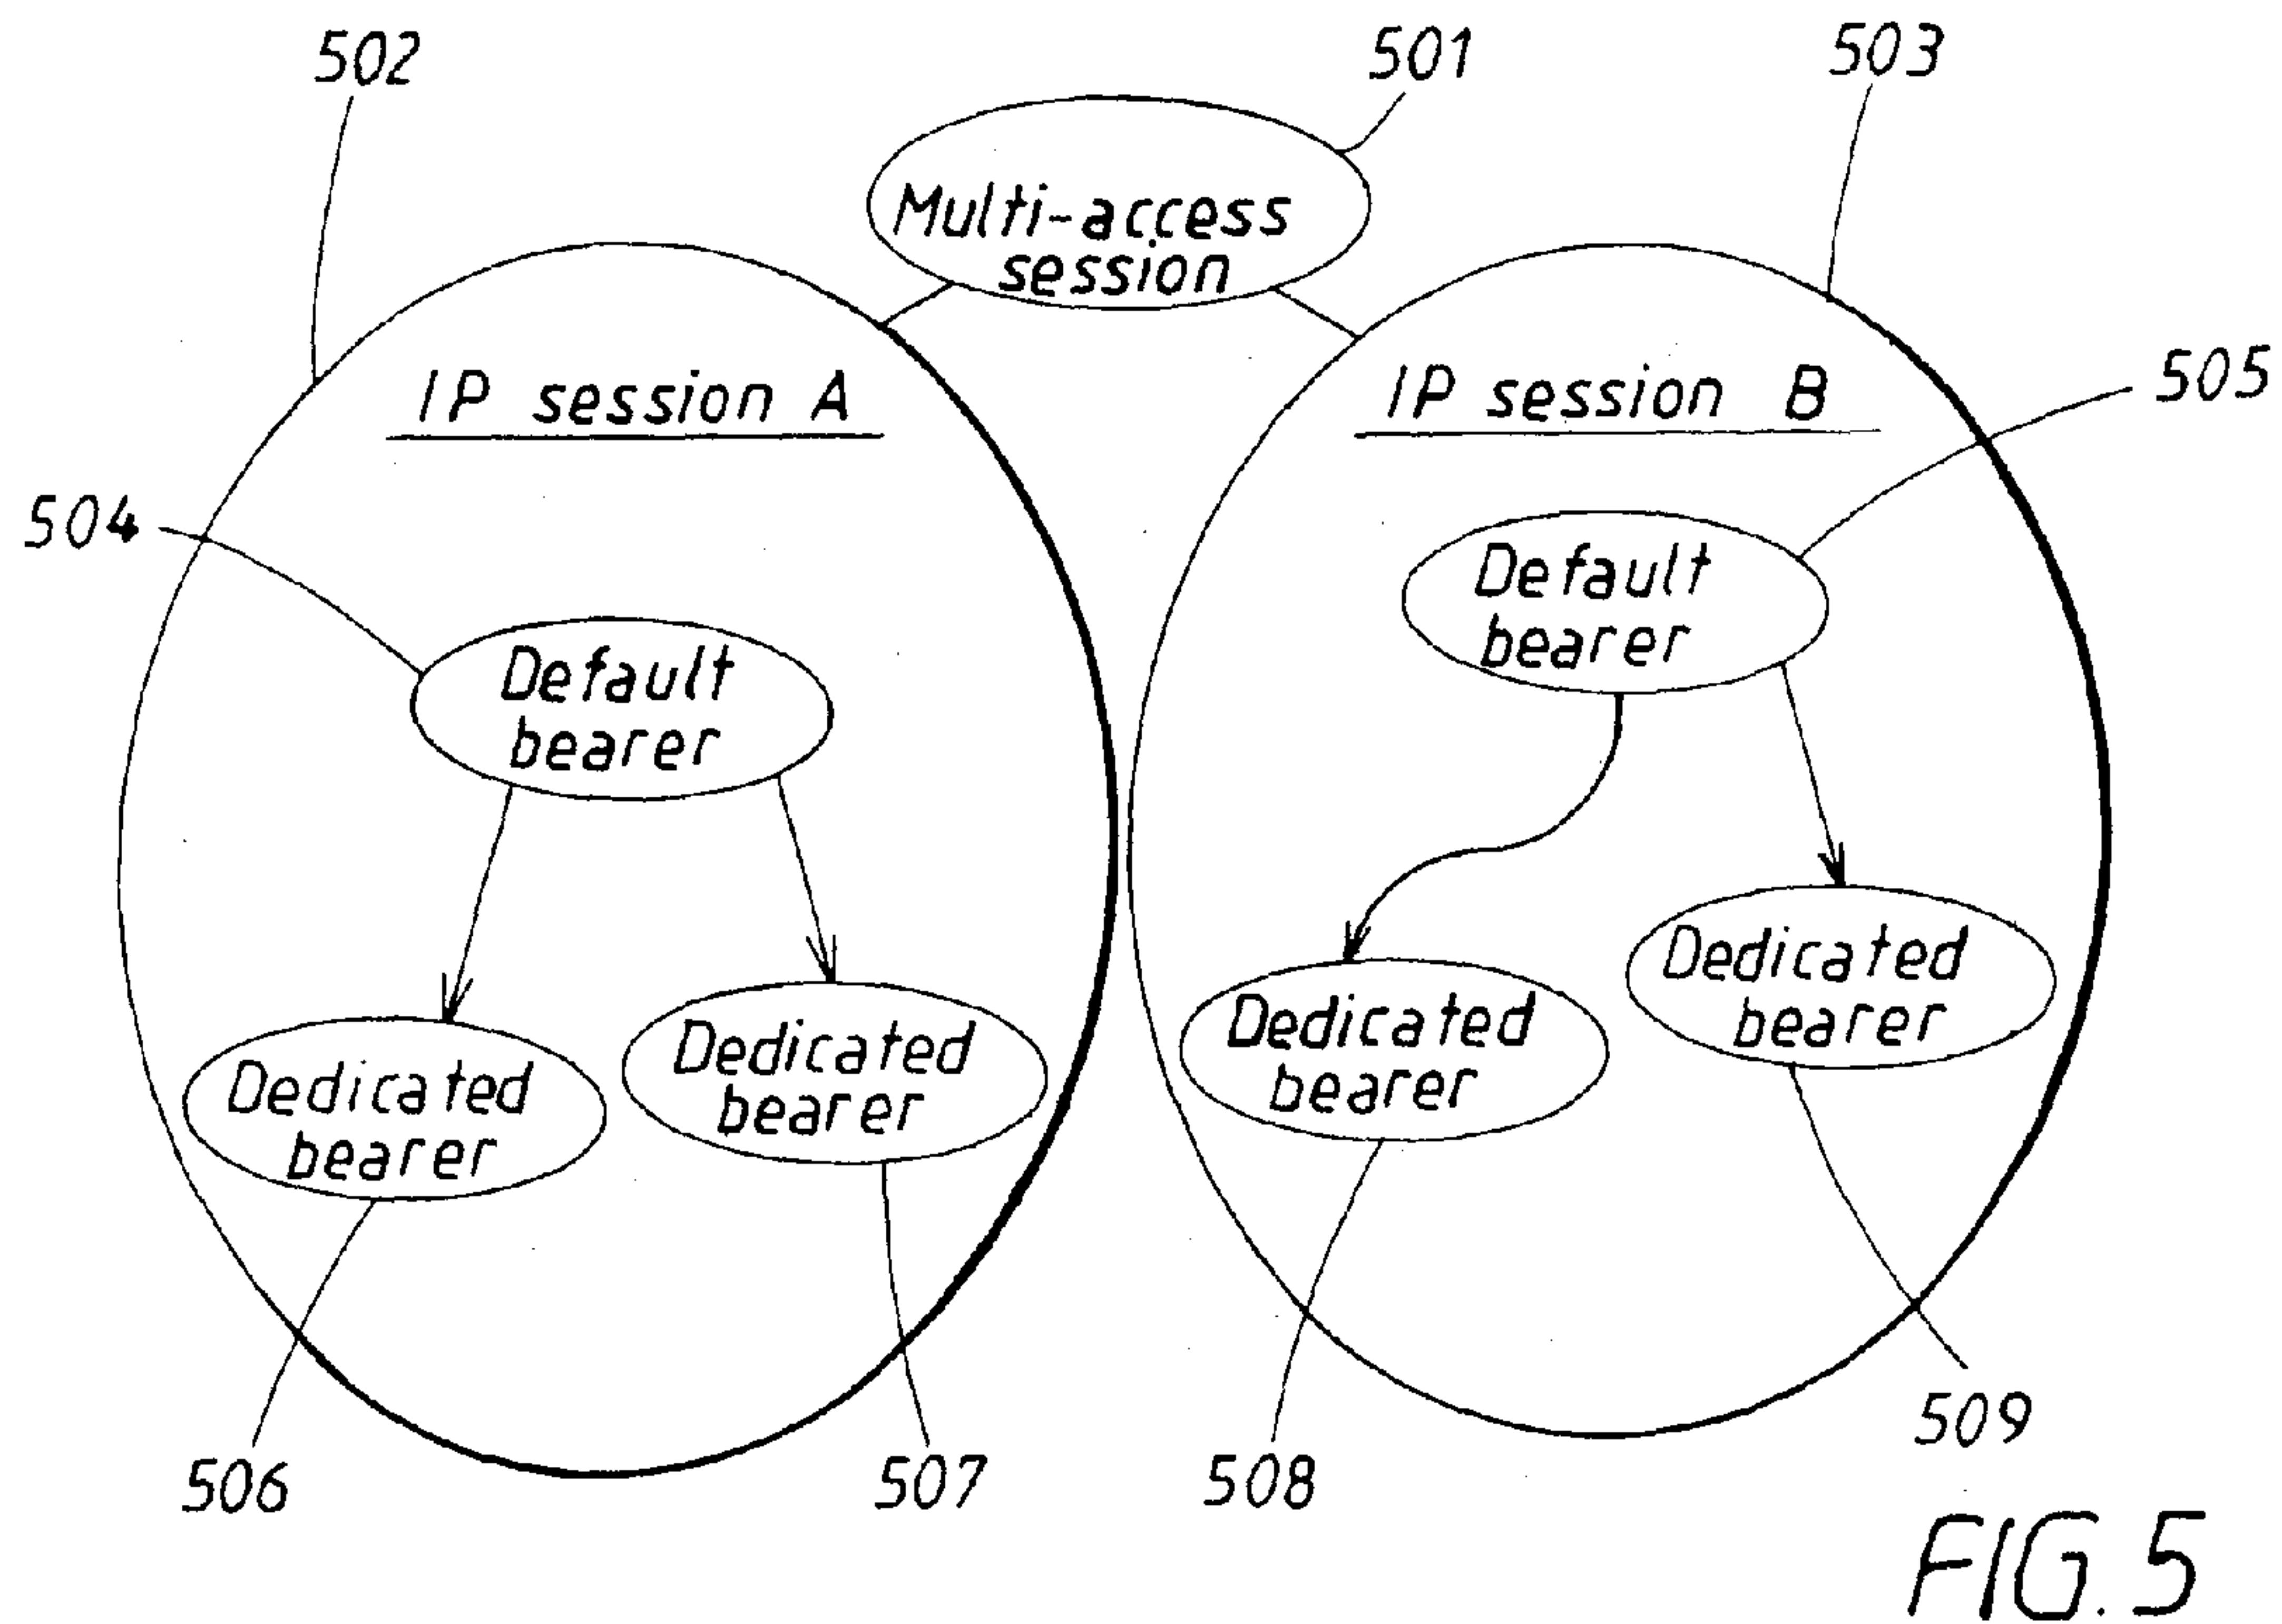 502
501
503
Multi-access
session
IP session A
IP session B
505
504
Default
bearer
Default
bearer
Dedicated
bearer
Dedicated
bearer
Dedicated
bearer
Dedicated
bearer
506
507
508
509
FIG. 5